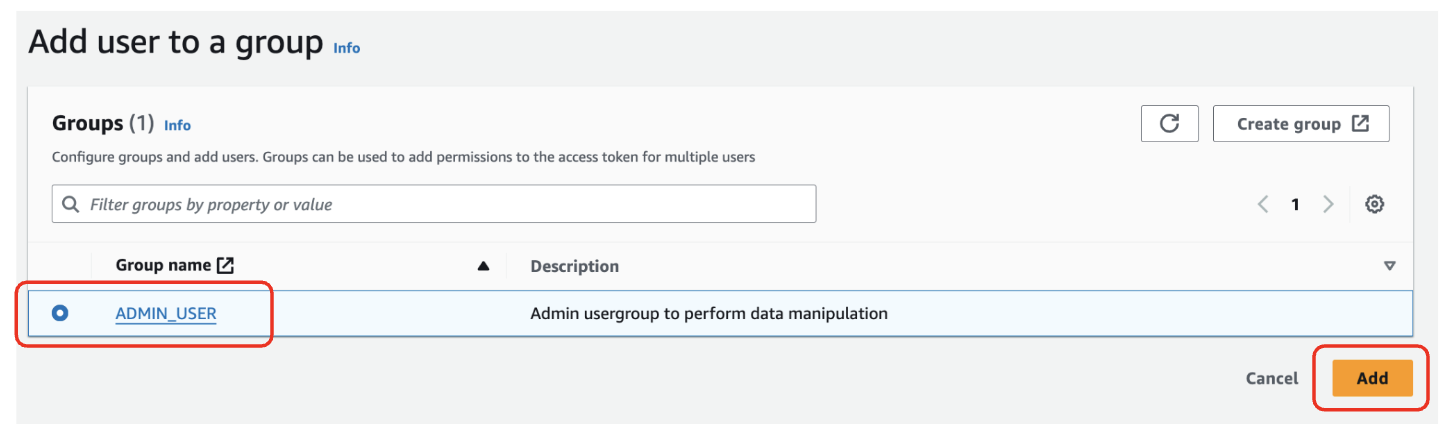 Add user to a group Info
Groups (1) Info
Create group
Configure groups and add users. Groups can be used to add permissions to the access token for multiple users
Filter groups by property or value
1
Group name
Description
ADMIN_USER
Admin usergroup to perform data manipulation
Cancel
Add